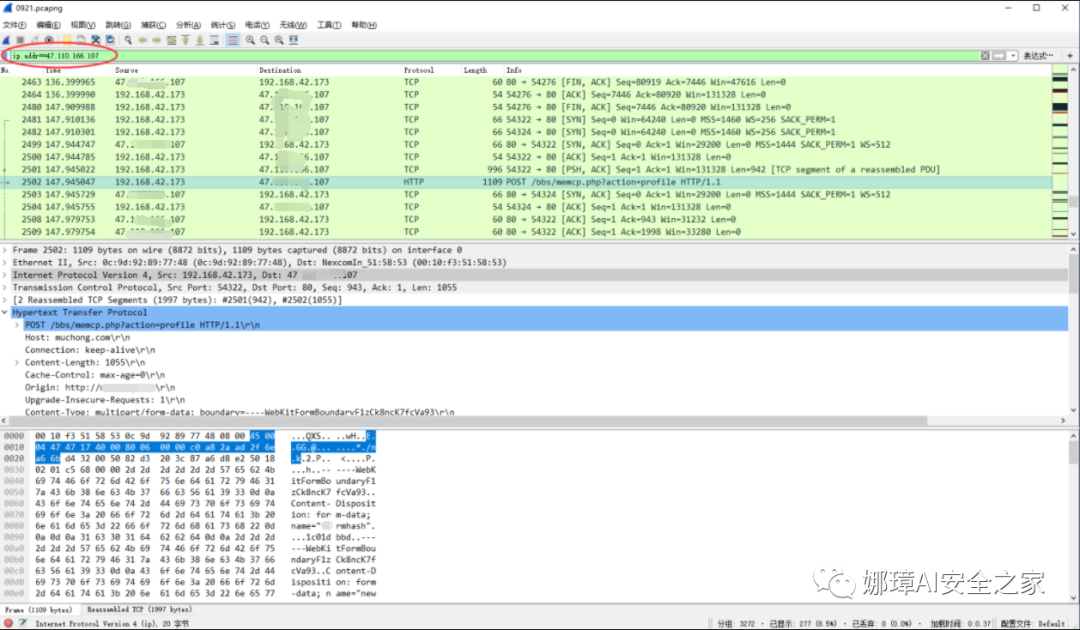 0921.pcapng
文件(F) 编辑(E) 视图(V) 跳转(G) 捕获(C) 分析(A) 统计(S) 电话(Y) 无线(W) 工具(T) 帮助(H)
ip.addr==47.110.166.107 表达式…
No. Time Source Destination Protocol Length Info
2463 136.399965 47. .107 192.168.42.173 TCP 60 80 → 54276 [FIN, ACK] Seq=80919 Ack=7446 Win=47616 Len=0
2464 136.399990 192.168.42.173 47. .107 TCP 54 54276 → 80 [ACK] Seq=7446 Ack=80920 Win=131328 Len=0
2480 147.909988 192.168.42.173 47. .107 TCP 54 54276 → 80 [FIN, ACK] Seq=7446 Ack=80920 Win=131328 Len=0
2481 147.910136 192.168.42.173 47. .107 TCP 66 54322 → 80 [SYN] Seq=0 Win=64240 Len=0 MSS=1460 WS=256 SACK_PERM=1
2482 147.910301 192.168.42.173 47. .107 TCP 66 54324 → 80 [SYN] Seq=0 Win=64240 Len=0 MSS=1460 WS=256 SACK_PERM=1
2499 147.944747 47. .107 192.168.42.173 TCP 66 80 → 54322 [SYN, ACK] Seq=0 Ack=1 Win=29200 Len=0 MSS=1444 SACK_PERM=1 WS=512
2500 147.944785 192.168.42.173 47. .107 TCP 54 54322 → 80 [ACK] Seq=1 Ack=1 Win=131328 Len=0
2501 147.945022 192.168.42.173 47. .107 TCP 996 54322 → 80 [PSH, ACK] Seq=1 Ack=1 Win=131328 Len=942 [TCP segment of a reassembled PDU]
2502 147.945047 192.168.42.173 47. .107 HTTP 1109 POST /bbs/memcp.php?action=profile HTTP/1.1
2503 147.945729 47. .107 192.168.42.173 TCP 66 80 → 54324 [SYN, ACK] Seq=0 Ack=1 Win=29200 Len=0 MSS=1444 SACK_PERM=1 WS=512
2504 147.945755 192.168.42.173 47. .107 TCP 54 54324 → 80 [ACK] Seq=1 Ack=1 Win=131328 Len=0
2508 147.979753 47. .107 192.168.42.173 TCP 60 80 → 54322 [ACK] Seq=1 Ack=943 Win=31232 Len=0
2509 147.979754 47. .107 192.168.42.173 TCP 60 80 → 54322 [ACK] Seq=1 Ack=1998 Win=33280 Len=0
Frame 2502: 1109 bytes on wire (8872 bits), 1109 bytes captured (8872 bits) on interface 0
Ethernet II, Src: 0c:9d:92:89:77:48 (0c:9d:92:89:77:48), Dst: NexcomIn_51:58:53 (00:10:f3:51:58:53)
Internet Protocol Version 4, Src: 192.168.42.173, Dst: 47 .107
Transmission Control Protocol, Src Port: 54322, Dst Port: 80, Seq: 943, Ack: 1, Len: 1055
[2 Reassembled TCP Segments (1997 bytes): #2501(942), #2502(1055)]
Hypertext Transfer Protocol
POST /bbs/memcp.php?action=profile HTTP/1.1\r\n
Host: muchong.com\r\n
Connection: keep-alive\r\n
Content-Length: 1055\r\n
Cache-Control: max-age=0\r\n
Origin: http:// \r\n
Upgrade-Insecure-Requests: 1\r\n
Content-Type: multipart/form-data; boundary=----WebKitFormBoundaryF1zCk8ncK7fcVa93\r\n
0000 00 10 f3 51 58 53 0c 9d 92 89 77 48 08 00 45 00 ...QXS.. ..wH..E.
0010 04 47 47 17 40 00 80 06 00 00 c0 a8 2a ad 2f 6e .GG.@... ....*./n
0020 a6 6b d4 32 00 50 82 d3 20 3c 87 a6 d8 e2 50 18 .k.2.P.. <....P.
0030 02 01 c5 68 00 00 2d 2d 2d 2d 2d 2d 57 65 62 4b ...h..-- ----WebK
0040 69 74 46 6f 72 6d 42 6f 75 6e 64 61 72 79 46 31 itFormBo undaryF1
0050 7a 43 6b 38 6e 63 4b 37 66 63 56 61 39 33 0d 0a zCk8ncK7 fcVa93..
0060 43 6f 6e 74 65 6e 74 2d 44 69 73 70 6f 73 69 74 Content- Disposit
0070 69 6f 6e 3a 20 66 6f 72 6d 2d 64 61 74 61 3b 20 ion: for m-data;
0080 6e 61 6d 65 3d 22 66 6f 72 6d 68 61 73 68 22 0d name=" rmhash".
0090 0a 0d 0a 31 63 30 31 64 62 62 64 0d 0a 2d 2d 2d ...1c01d bbd..---
00a0 2d 2d 2d 57 65 62 4b 69 74 46 6f 72 6d 42 6f 75 ---WebKi tFormBou
00b0 6e 64 61 72 79 46 31 7a 43 6b 38 6e 63 4b 37 66 ndaryF1z Ck8ncK7f
00c0 63 56 61 39 33 0d 0a 43 6f 6e 74 65 6e 74 2d 44 cVa93..C ontent-D
00d0 69 73 70 6f 73 69 74 69 6f 6e 3a 20 66 6f 72 6d ispositi on: form
00e0 2d 64 61 74 61 3b 20 6e 61 6d 65 3d 22 6e 65 77 -data; n ame="new
娜璋AI安全之家
Frame (1109 bytes) Reassembled TCP (1997 bytes)
Internet Protocol Version 4 (ip), 20 字节 分组: 3272 · 已显示: 277 (8.5%) · 已丢弃: 0 (0.0%) · 加载时间: 0:0.37 配置文件: Default